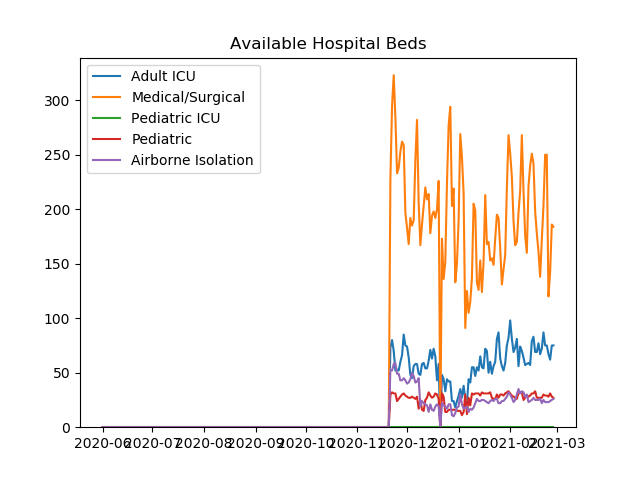 Available Hospital Beds
Adult ICU
Medical/Surgical
Pediatric ICU
Pediatric
Airborne Isolation
300
250
200
150
100
50
0
2020-06 2020-07 2020-08 2020-09 2020-10 2020-11 2020-12 2021-01 2021-02 2021-03